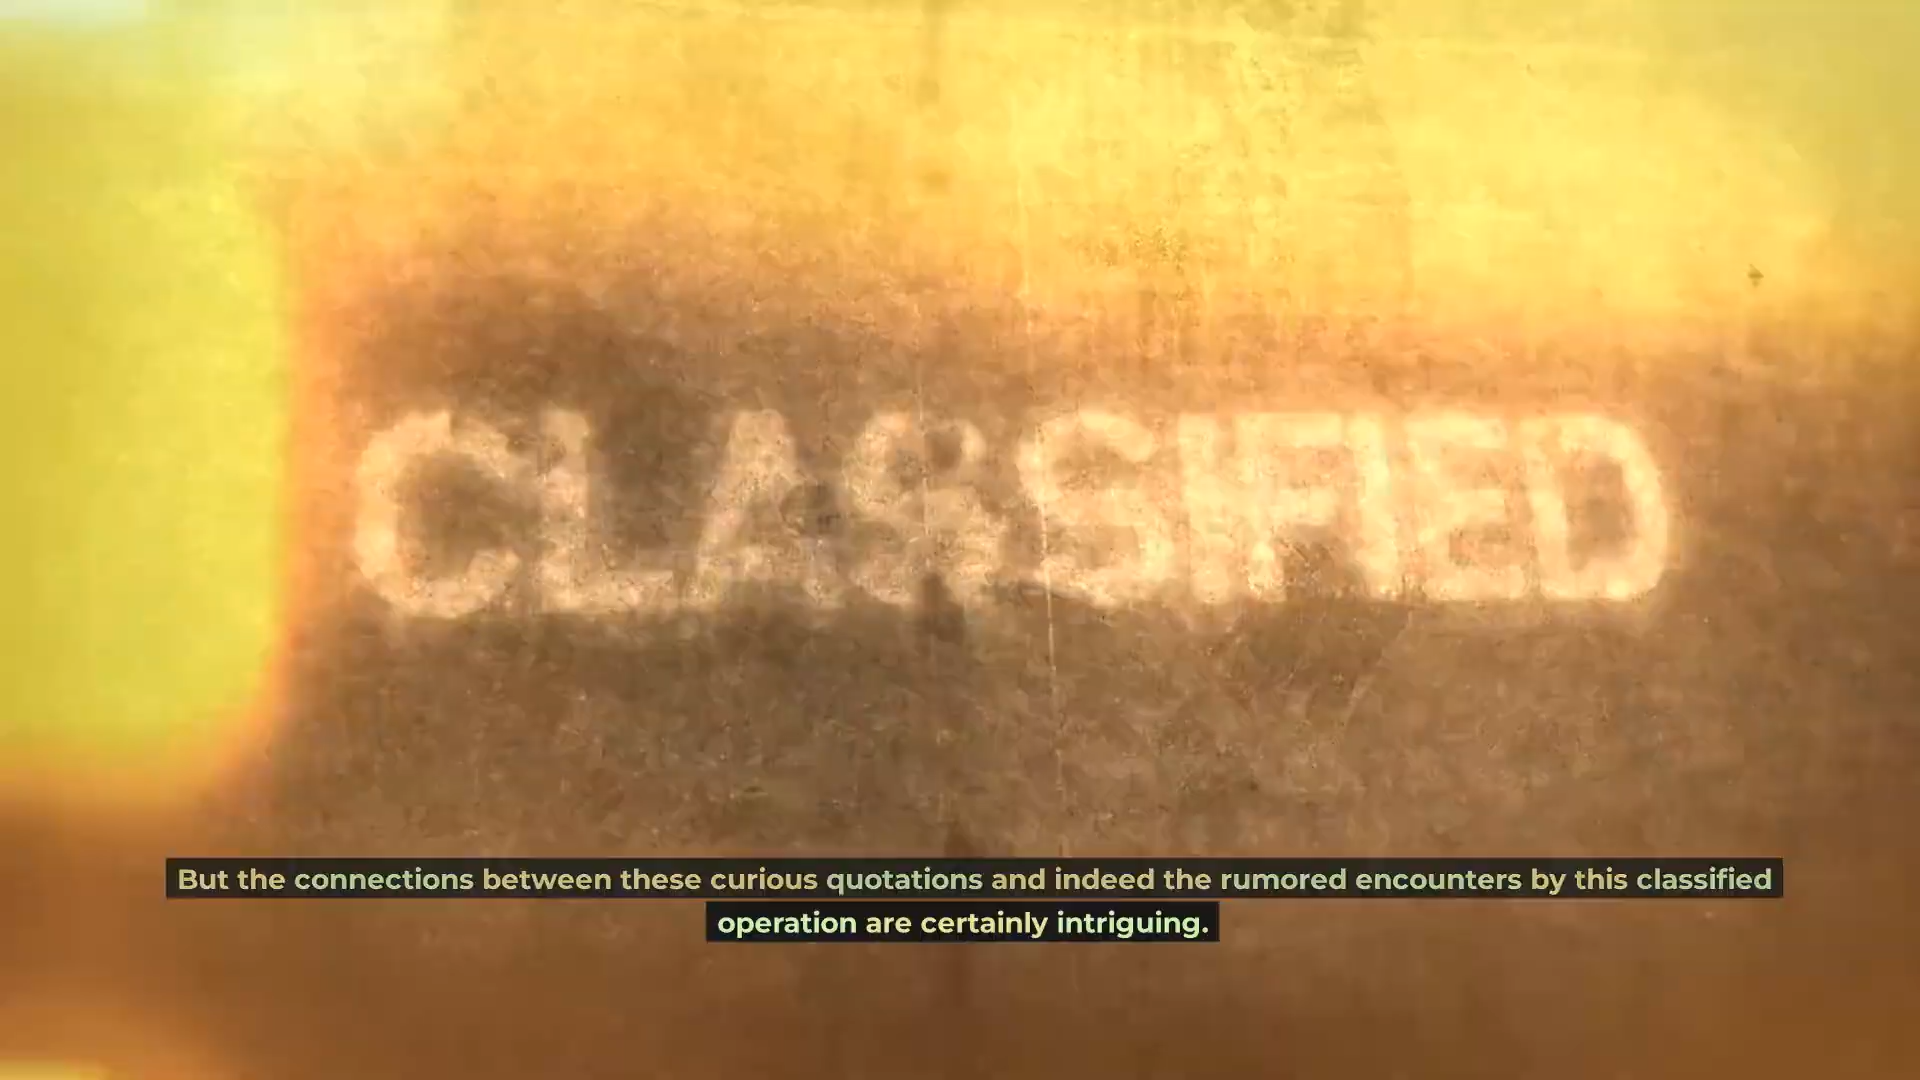 CLASSIFIED
But the connections between these curious quotations and indeed the rumored encounters by this classified
operation are certainly intriguing.